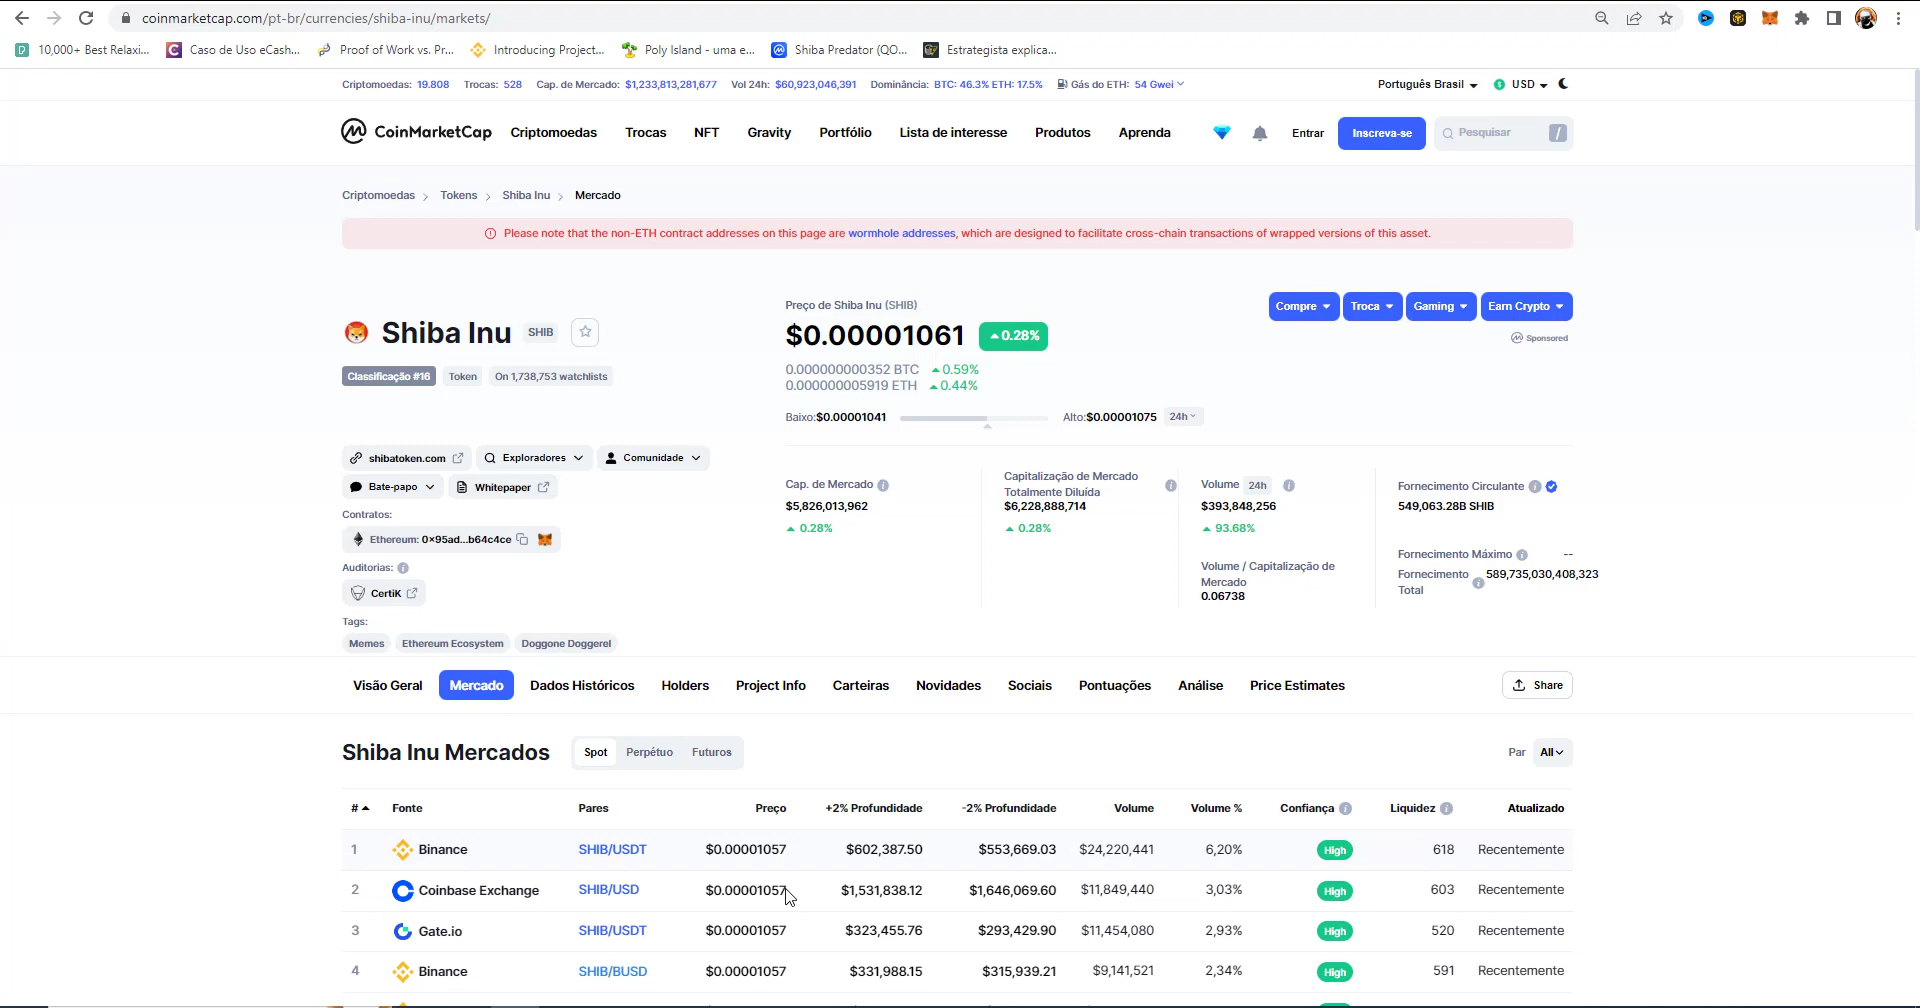 coinmarketcap.com/pt-br/currencies/shiba-inu/markets/
10,000+ Best Relaxi... Caso de Uso eCash... Proof of Work vs. Pr... Introducing Project... Poly Island - uma e... Shiba Predator (QO... Estrategista explica...
Criptomoedas: 19.808 Trocas: 528 Cap. de Mercado: $1,233,813,281,677 Vol 24h: $60,923,046,391 Dominância: BTC: 46.3% ETH: 17.5% Gás do ETH: 54 Gwei Português Brasil USD
CoinMarketCap Criptomoedas Trocas NFT Gravity Portfólio Lista de interesse Produtos Aprenda Entrar Inscreva-se Pesquisar /
Criptomoedas > Tokens > Shiba Inu > Mercado
Please note that the non-ETH contract addresses on this page are wormhole addresses, which are designed to facilitate cross-chain transactions of wrapped versions of this asset.
Shiba Inu SHIB
Classificação #16 Token On 1,738,753 watchlists
Preço de Shiba Inu (SHIB)
$0.00001061 0.28%
0.000000000352 BTC 0.59%
0.000000005919 ETH 0.44%
Baixo:$0.00001041 Alto:$0.00001075 24h
Compre Troca Gaming Earn Crypto
Sponsored
shibatoken.com Exploradores Comunidade
Bate-papo Whitepaper
Contratos:
Ethereum: 0x95ad...b64c4ce
Auditorias:
CertiK
Tags:
Memes Ethereum Ecosystem Doggone Doggerel
Cap. de Mercado
$5,826,013,962
0.28%
Capitalização de Mercado
Totalmente Diluída
$6,228,888,714
0.28%
Volume 24h
$393,848,256
93.68%
Volume / Capitalização de
Mercado
0.06738
Fornecimento Circulante
549,063.28B SHIB
Fornecimento Máximo --
Fornecimento
Total
589,735,030,408,323
Visão Geral Mercado Dados Históricos Holders Project Info Carteiras Novidades Sociais Pontuações Análise Price Estimates Share
Shiba Inu Mercados Spot Perpétuo Futuros Par All
# Fonte Pares Preço +2% Profundidade -2% Profundidade Volume Volume % Confiança Liquidez Atualizado
1 Binance SHIB/USDT $0.00001057 $602,387.50 $553,669.03 $24,220,441 6,20% High 618 Recentemente
2 Coinbase Exchange SHIB/USD $0.00001057 $1,531,838.12 $1,646,069.60 $11,849,440 3,03% High 603 Recentemente
3 Gate.io SHIB/USDT $0.00001057 $323,455.76 $293,429.90 $11,454,080 2,93% High 520 Recentemente
4 Binance SHIB/BUSD $0.00001057 $331,988.15 $315,939.21 $9,141,521 2,34% High 591 Recentemente